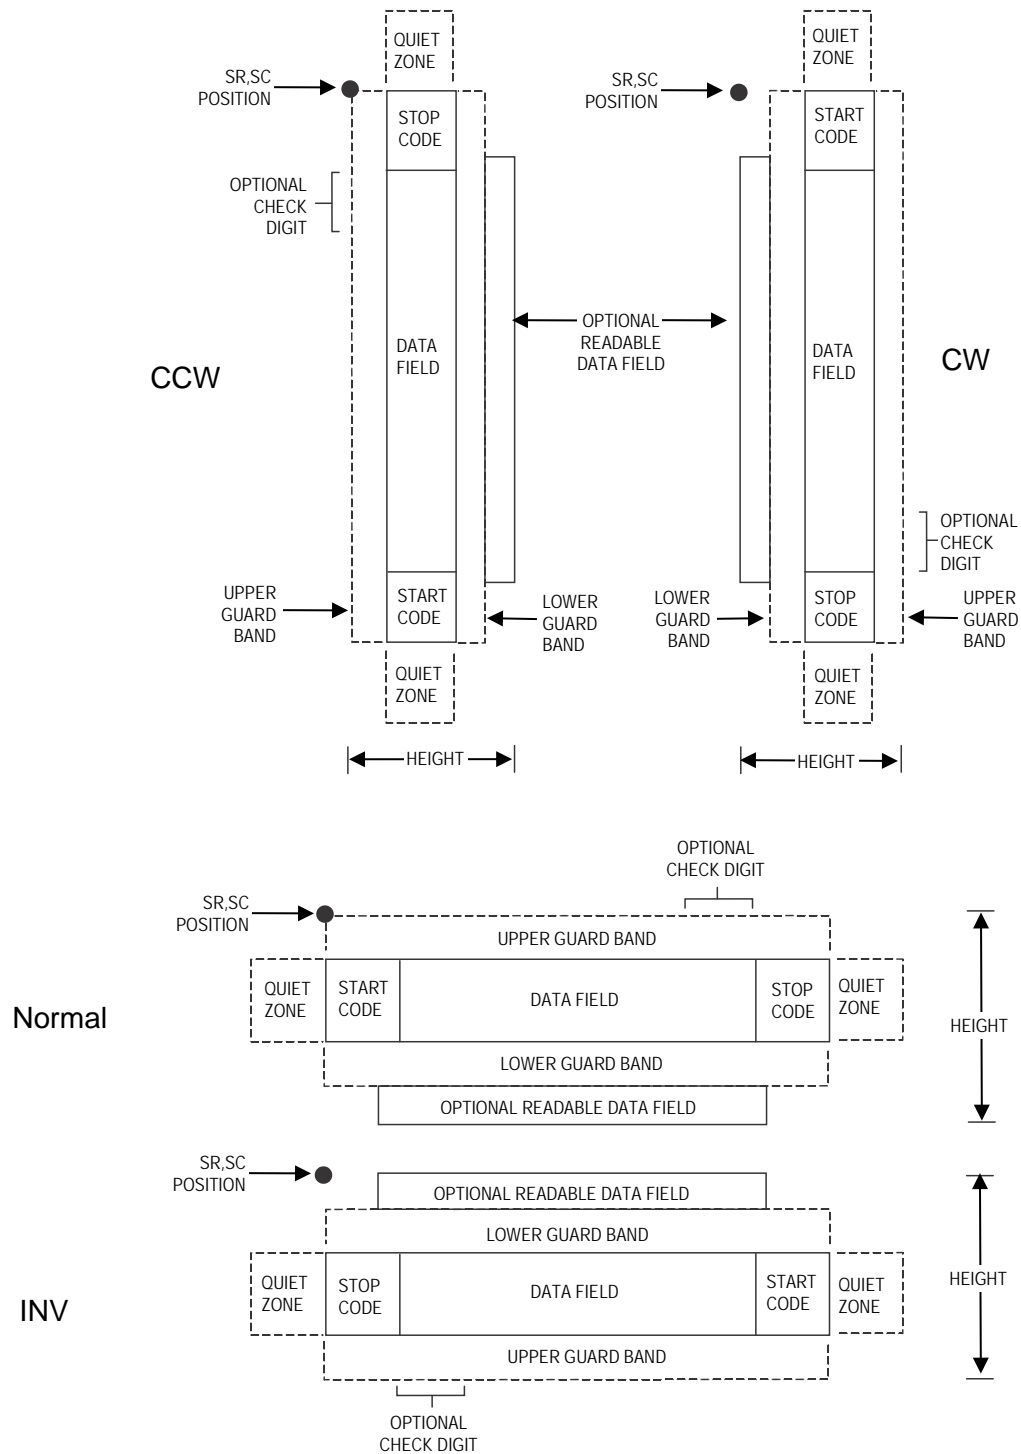 QUIET
ZONE
QUIET
ZONE
SR,SC
POSITION
SR,SC
POSITION
STOP
CODE
START
CODE
OPTIONAL
CHECK
DIGIT
CCW
DATA
FIELD
OPTIONAL
READABLE
DATA FIELD
DATA
FIELD
CW
OPTIONAL
CHECK
DIGIT
UPPER
GUARD
BAND
START
CODE
LOWER
GUARD
BAND
LOWER
GUARD
BAND
STOP
CODE
UPPER
GUARD
BAND
QUIET
ZONE
QUIET
ZONE
HEIGHT
HEIGHT
OPTIONAL
CHECK DIGIT
SR,SC
POSITION
UPPER GUARD BAND
Normal
QUIET
ZONE
START
CODE
DATA FIELD
STOP
CODE
QUIET
ZONE
HEIGHT
LOWER GUARD BAND
OPTIONAL READABLE DATA FIELD
SR,SC
POSITION
OPTIONAL READABLE DATA FIELD
LOWER GUARD BAND
INV
QUIET
ZONE
STOP
CODE
DATA FIELD
START
CODE
QUIET
ZONE
HEIGHT
UPPER GUARD BAND
OPTIONAL
CHECK DIGIT